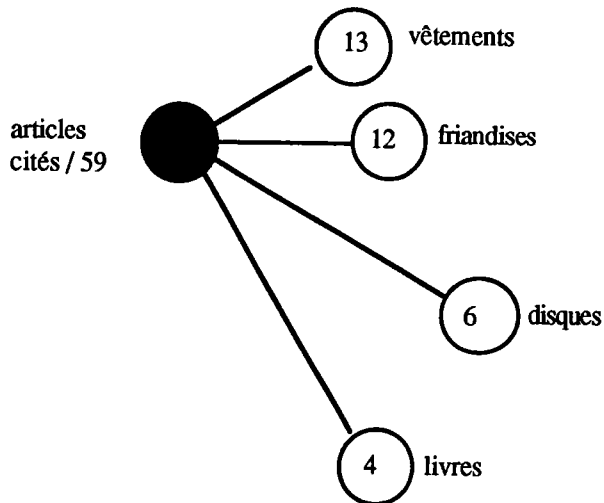 13 vêtements
articles
cités / 59
12 friandises
6 disques
4 livres